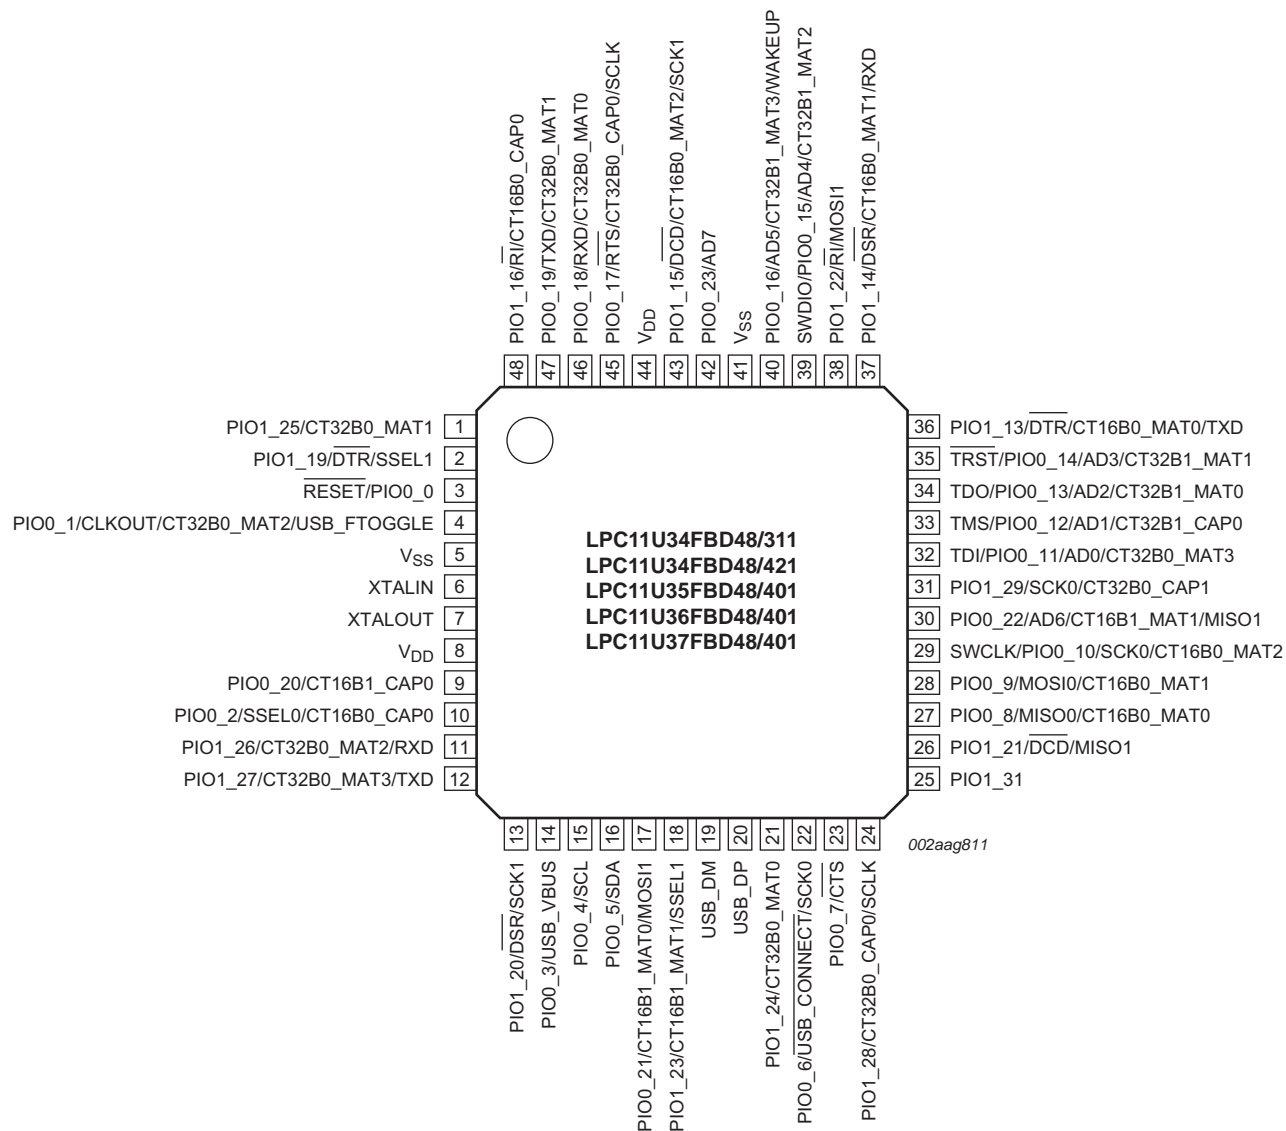 PIO1_16/RI/CT16B0_CAP0
PIO0_19/TXD/CT32B0_MAT1
PIO0_18/RXD/CT32B0_MAT0
PIO0_17/RTS/CT32B0_CAP0/SCLK
VDD
PIO1_15/DCD/CT16B0_MAT2/SCK1
PIO0_23/AD7
VSS
PIO0_16/AD5/CT32B1_MAT3/WAKEUP
SWDIO/PIO0_15/AD4/CT32B1_MAT2
PIO1_22/RI/MOSI1
PIO1_14/DSR/CT16B0_MAT1/RXD
48
47
46
45
44
43
42
41
40
39
38
37
PIO1_25/CT32B0_MAT1 1
PIO1_19/DTR/SSEL1 2
RESET/PIO0_0 3
PIO0_1/CLKOUT/CT32B0_MAT2/USB_FTOGGLE 4
VSS 5
XTALIN 6
XTALOUT 7
VDD 8
PIO0_20/CT16B1_CAP0 9
PIO0_2/SSEL0/CT16B0_CAP0 10
PIO1_26/CT32B0_MAT2/RXD 11
PIO1_27/CT32B0_MAT3/TXD 12
LPC11U34FBD48/311
LPC11U34FBD48/421
LPC11U35FBD48/401
LPC11U36FBD48/401
LPC11U37FBD48/401
36 PIO1_13/DTR/CT16B0_MAT0/TXD
35 TRST/PIO0_14/AD3/CT32B1_MAT1
34 TDO/PIO0_13/AD2/CT32B1_MAT0
33 TMS/PIO0_12/AD1/CT32B1_CAP0
32 TDI/PIO0_11/AD0/CT32B0_MAT3
31 PIO1_29/SCK0/CT32B0_CAP1
30 PIO0_22/AD6/CT16B1_MAT1/MISO1
29 SWCLK/PIO0_10/SCK0/CT16B0_MAT2
28 PIO0_9/MOSI0/CT16B0_MAT1
27 PIO0_8/MISO0/CT16B0_MAT0
26 PIO1_21/DCD/MISO1
25 PIO1_31
13
14
15
16
17
18
19
20
21
22
23
24
PIO1_20/DSR/SCK1
PIO0_3/USB_VBUS
PIO0_4/SCL
PIO0_5/SDA
PIO0_21/CT16B1_MAT0/MOSI1
PIO1_23/CT16B1_MAT1/SSEL1
USB_DM
USB_DP
PIO1_24/CT32B0_MAT0
PIO0_6/USB_CONNECT/SCK0
PIO0_7/CTS
PIO1_28/CT32B0_CAP0/SCLK
002aag811